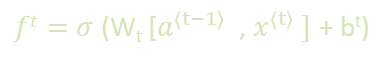 fᵗ = σ (Wₜ [a⟨ᵗ⁻¹⟩ , x⟨ᵗ⟩ ] + bᵗ)